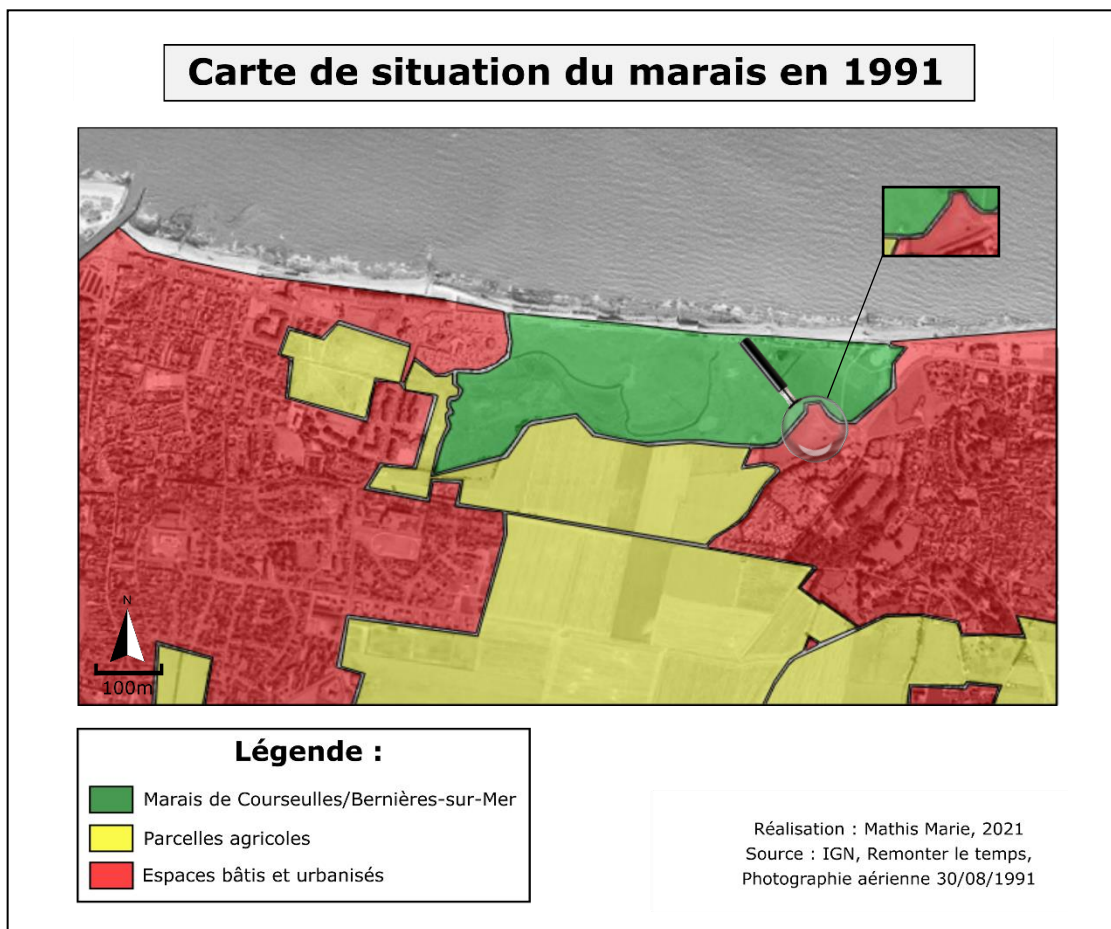 Carte de situation du marais en 1991
N
100m
Légende :
Marais de Courseulles/Bernières-sur-Mer
Parcelles agricoles
Espaces bâtis et urbanisés
Réalisation : Mathis Marie, 2021
Source : IGN, Remonter le temps,
Photographie aérienne 30/08/1991